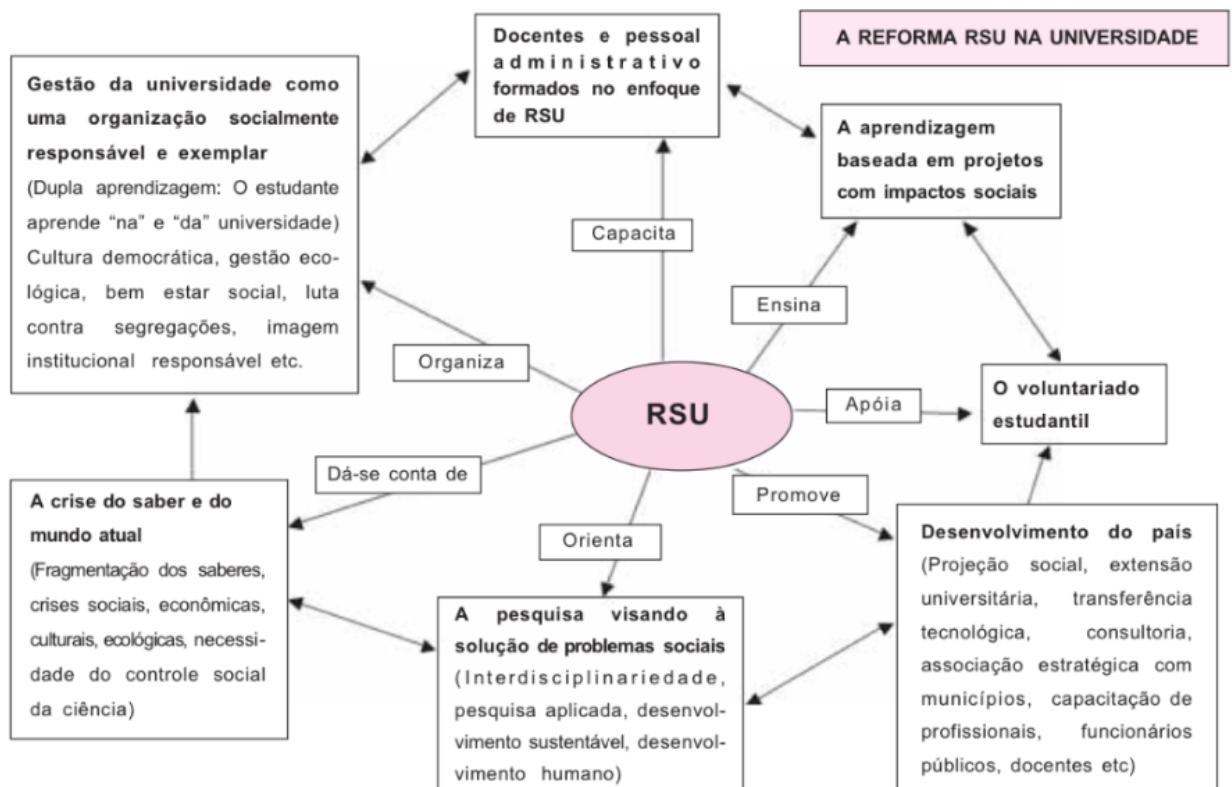 A REFORMA RSU NA UNIVERSIDADE
Docentes e pessoal
administrativo
formados no enfoque
de RSU
Gestão da universidade como
uma organização socialmente
responsável e exemplar
(Dupla aprendizagem: O estudante
aprende “na” e “da” universidade)
Cultura democrática, gestão eco-
lógica, bem estar social, luta
contra segregações, imagem
institucional responsável etc.
A aprendizagem
baseada em projetos
com impactos sociais
Capacita
Ensina
Organiza
RSU
Apóia
O voluntariado
estudantil
Dá-se conta de
Promove
Orienta
A crise do saber e do
mundo atual
(Fragmentação dos saberes,
crises sociais, econômicas,
culturais, ecológicas, necessi-
dade do controle social
da ciência)
A pesquisa visando à
solução de problemas sociais
(Interdisciplinariedade,
pesquisa aplicada, desenvol-
vimento sustentável, desenvol-
vimento humano)
Desenvolvimento do país
(Projeção social, extensão
universitária, transferência
tecnológica, consultoria,
associação estratégica com
municípios, capacitação de
profissionais, funcionários
públicos, docentes etc)